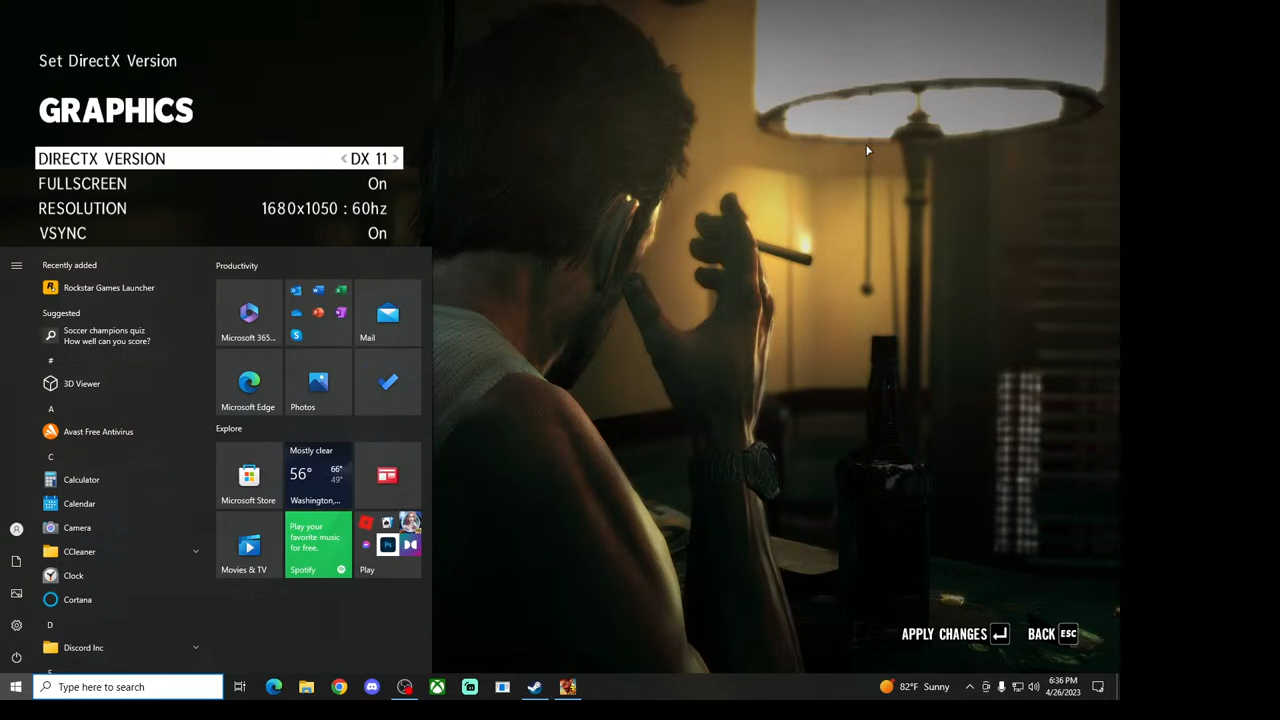 Set DirectX Version
GRAPHICS
DIRECTX VERSION < DX 11 >
FULLSCREEN On
RESOLUTION 1680x1050 : 60hz
VSYNC On
Recently added
Rockstar Games Launcher
Suggested
Soccer champions quiz
How well can you score?
#
3D Viewer
A
Avast Free Antivirus
C
Calculator
Calendar
Camera
CCleaner
Clock
Cortana
D
Discord Inc
Productivity
Microsoft 365...
Mail
Microsoft Edge
Photos
Explore
Microsoft Store
Mostly clear
56° 66°
49°
Washington,...
Movies & TV
Play your
favorite music
for free.
Spotify
Ps
Play
APPLY CHANGES
BACK ESC
Type here to search
82°F Sunny
6:36 PM
4/26/2023